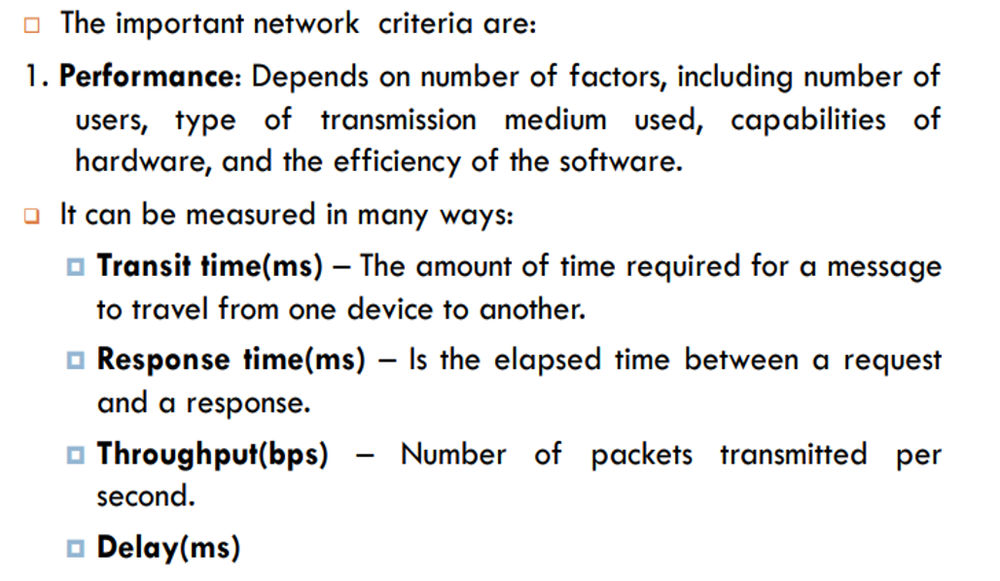 The important network criteria are:
1. Performance: Depends on number of factors, including number of
users, type of transmission medium used, capabilities of
hardware, and the efficiency of the software.
It can be measured in many ways:
Transit time(ms) – The amount of time required for a message
to travel from one device to another.
Response time(ms) – Is the elapsed time between a request
and a response.
Throughput(bps) – Number of packets transmitted per
second.
Delay(ms)